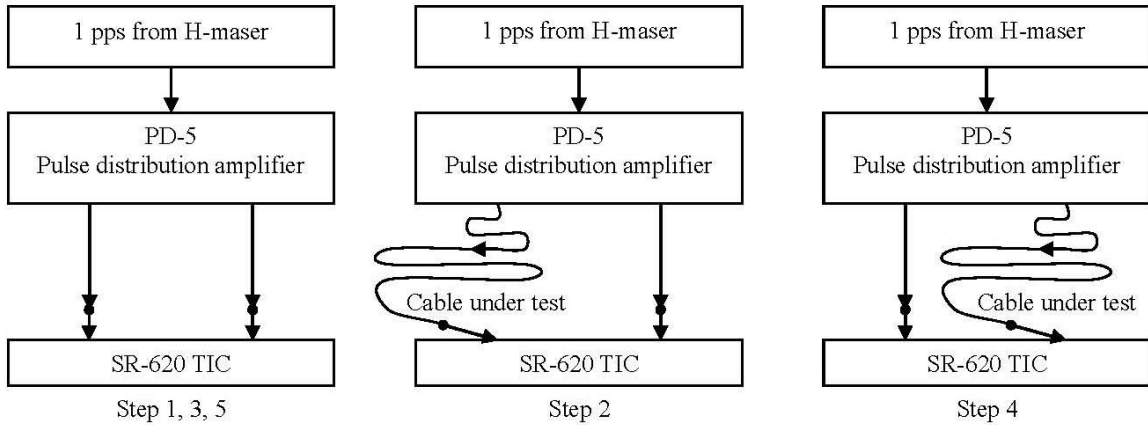 1 pps from H-maser
PD-5
Pulse distribution amplifier
SR-620 TIC
Step 1, 3, 5
1 pps from H-maser
PD-5
Pulse distribution amplifier
Cable under test
SR-620 TIC
Step 2
1 pps from H-maser
PD-5
Pulse distribution amplifier
Cable under test
SR-620 TIC
Step 4